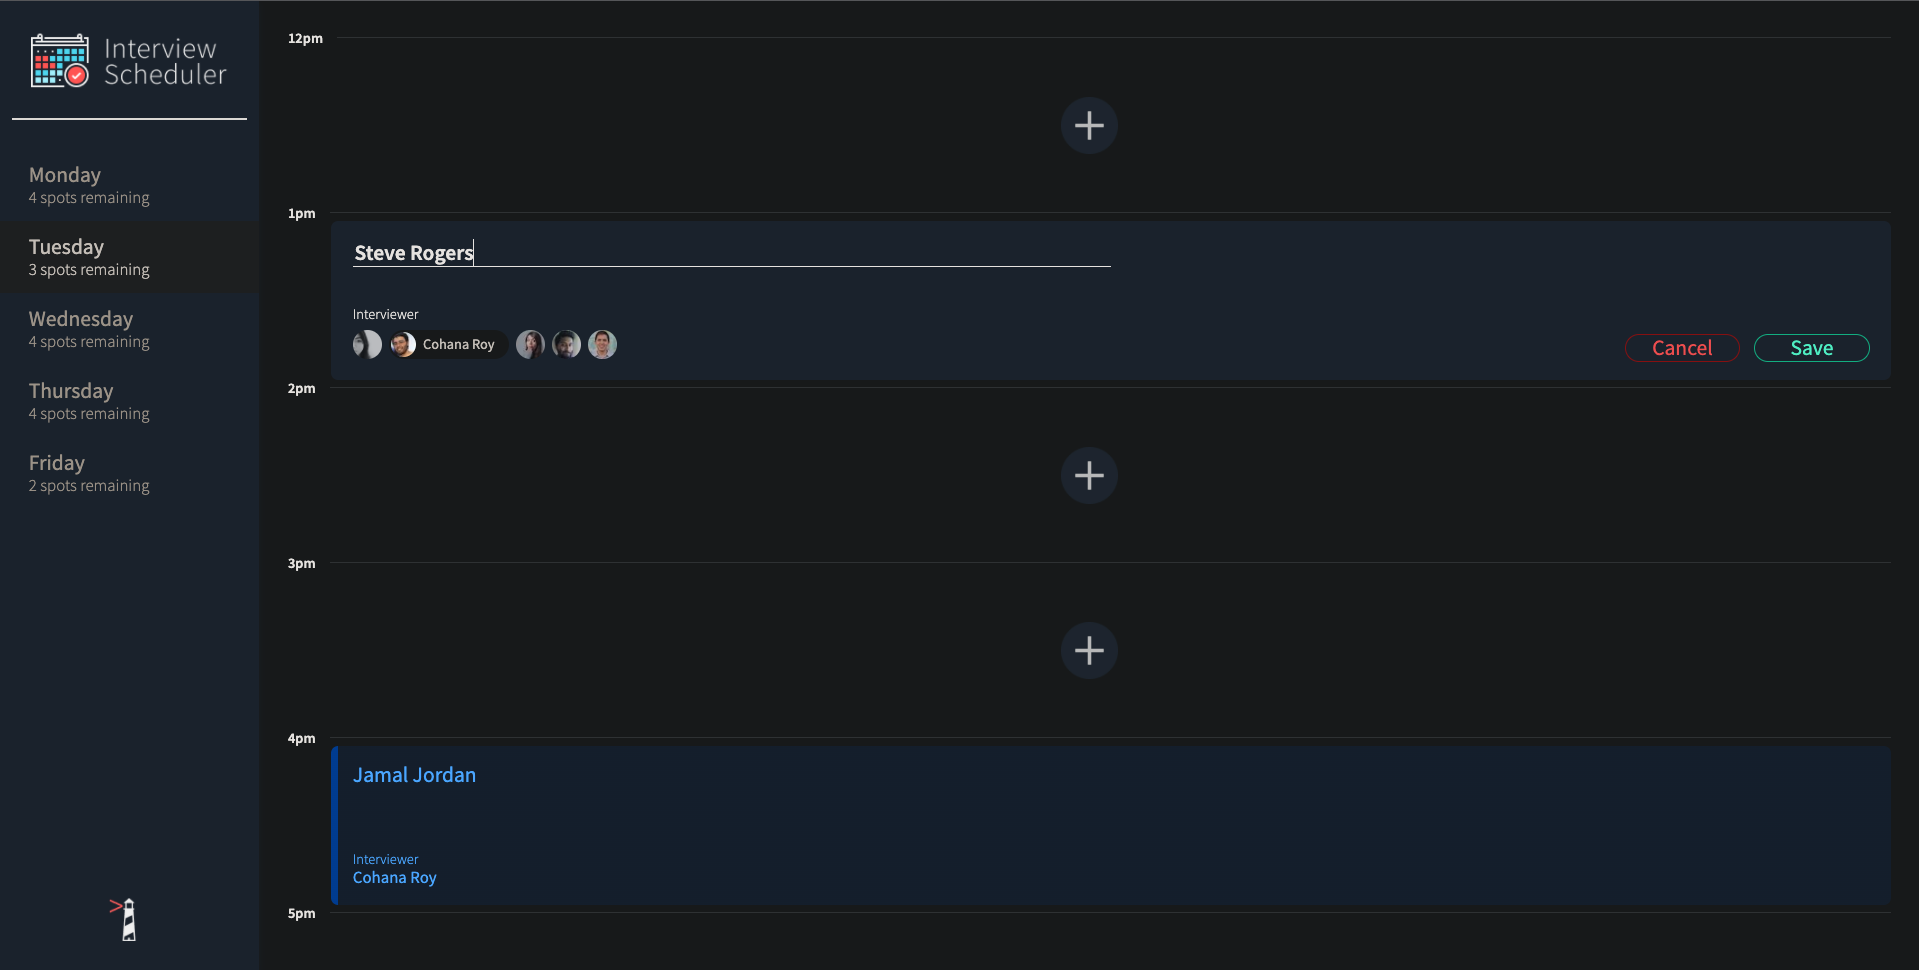 Interview
Scheduler
Monday
4 spots remaining
Tuesday
3 spots remaining
Wednesday
4 spots remaining
Thursday
4 spots remaining
Friday
2 spots remaining
12pm
1pm
Steve Rogers
Interviewer
Cohana Roy
Cancel
Save
2pm
3pm
4pm
Jamal Jordan
Interviewer
Cohana Roy
5pm